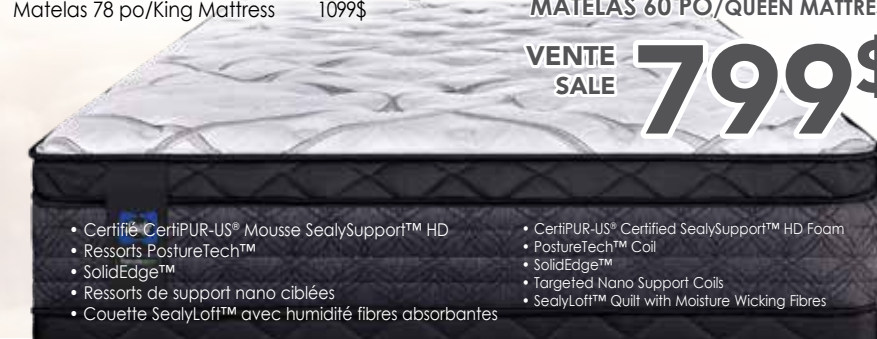 Matelas 78 po/King Mattress 1099$
MATELAS 60 PO/QUEEN MATTRE
VENTE
SALE
799$
• Certifié CertiPUR-US® Mousse SealySupport™ HD
• Ressorts PostureTech™
• SolidEdge™
• Ressorts de support nano ciblées
• Couette SealyLoft™ avec humidité fibres absorbantes
• CertiPUR-US® Certified SealySupport™ HD Foam
• PostureTech™ Coil
• SolidEdge™
• Targeted Nano Support Coils
• SealyLoft™ Quilt with Moisture Wicking Fibres